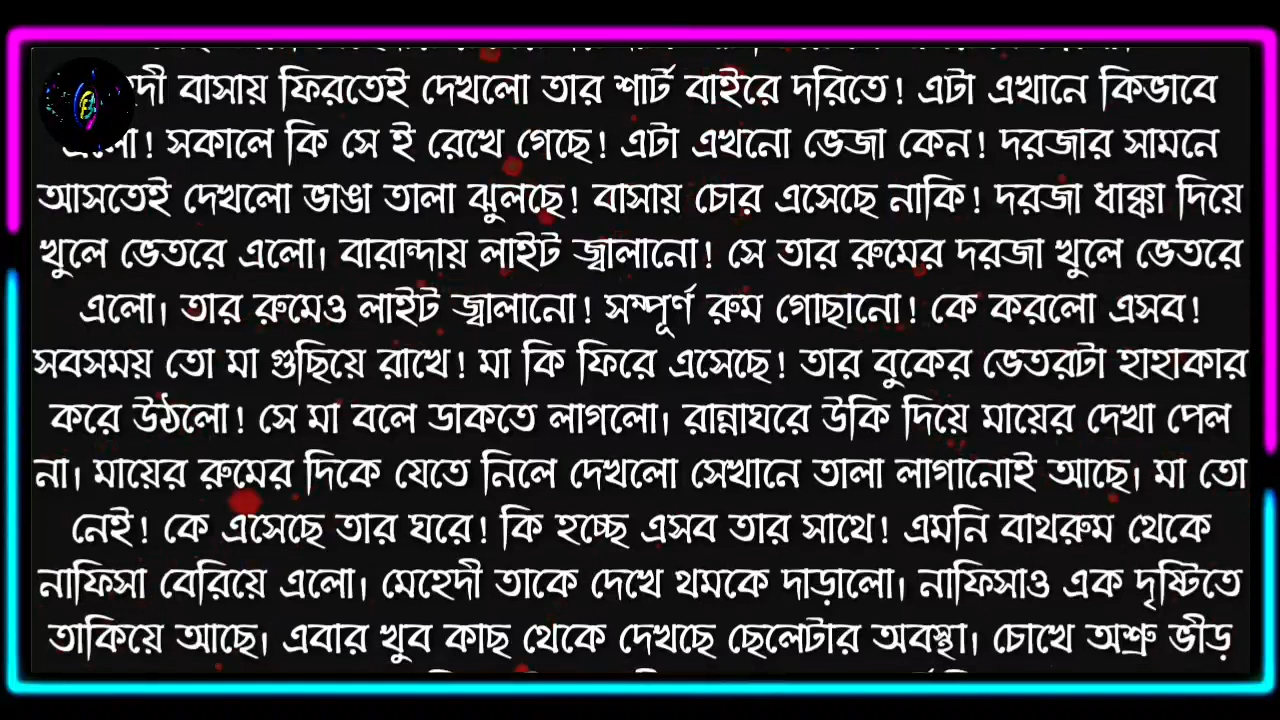 বাসায় ফিরতেই দেখলো তার শার্ট বাইরে দরিতে! এটা এখানে কিভাবে
সকালে কি সে ই রেখে গেছে! এটা এখনো ভেজা কেন! দরজার সামনে
আসতেই দেখলো ভাঙা তালা ঝুলছে! বাসায় চোর এসেছে নাকি! দরজা ধাক্কা দিয়ে
খুলে ভেতরে এলো। বারান্দায় লাইট জ্বালানো! সে তার রুমের দরজা খুলে ভেতরে
এলো। তার রুমেও লাইট জ্বালানো! সম্পূর্ণ রুম গোছানো! কে করলো এসব!
সবসময় তো মা গুছিয়ে রাখে! মা কি ফিরে এসেছে! তার বুকের ভেতরটা হাহাকার
করে উঠলো! সে মা বলে ডাকতে লাগলো। রান্নাঘরে উকি দিয়ে মায়ের দেখা পেল
না। মায়ের রুমের দিকে যেতে নিলে দেখলো সেখানে তালা লাগানোই আছে। মা তো
নেই! কে এসেছে তার ঘরে! কি হচ্ছে এসব তার সাথে! এমনি বাথরুম থেকে
নাফিসা বেরিয়ে এলো। মেহেদী তাকে দেখে থমকে দাড়ালো। নাফিসাও এক দৃষ্টিতে
তাকিয়ে আছে। এবার খুব কাছ থেকে দেখছে ছেলেটার অবস্থা। চোখে অশ্রু ভীড়